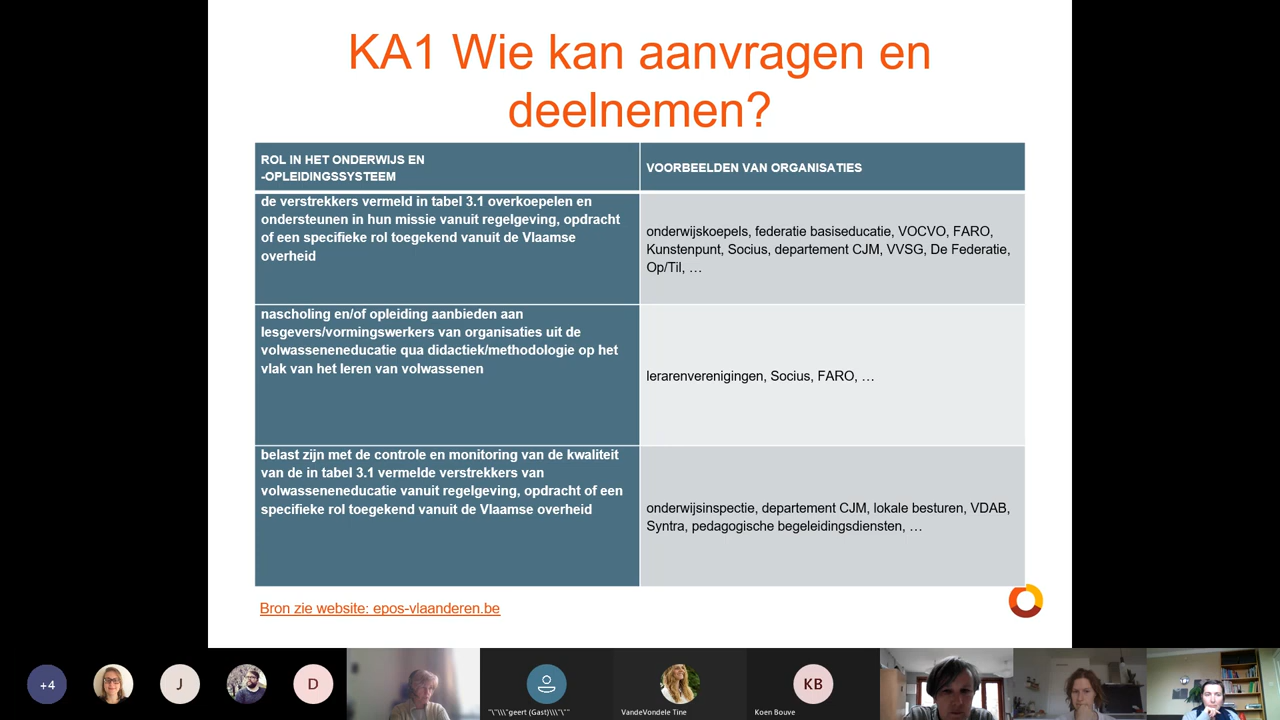 KA1 Wie kan aanvragen en
deelnemen?
ROL IN HET ONDERWIJS EN
-OPLEIDINGSSYSTEEM
VOORBEELDEN VAN ORGANISATIES
de verstrekkers vermeld in tabel 3.1 overkoepelen en
ondersteunen in hun missie vanuit regelgeving, opdracht
of een specifieke rol toegekend vanuit de Vlaamse
overheid
onderwijskoepels, federatie basiseducatie, VOCVO, FARO,
Kunstenpunt, Socius, departement CJM, VVSG, De Federatie,
Op/Til, …
nascholing en/of opleiding aanbieden aan
lesgevers/vormingswerkers van organisaties uit de
volwasseneneducatie qua didactiek/methodologie op het
vlak van het leren van volwassenen
lerarenverenigingen, Socius, FARO, …
belast zijn met de controle en monitoring van de kwaliteit
van de in tabel 3.1 vermelde verstrekkers van
volwasseneneducatie vanuit regelgeving, opdracht of een
specifieke rol toegekend vanuit de Vlaamse overheid
onderwijsinspectie, departement CJM, lokale besturen, VDAB,
Syntra, pedagogische begeleidingsdiensten, …
Bron zie website: epos-vlaanderen.be
+4
J
D
KB
"\"\\\"geert (Gast)\\\"\""
VandeVondele Tine
Koen Bouve